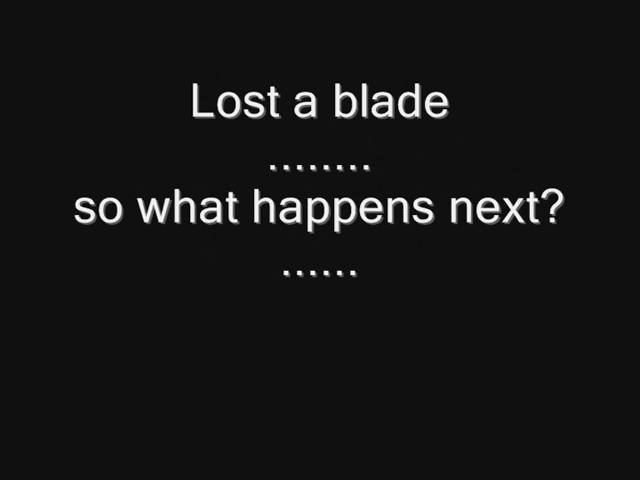 Lost a blade
........
so what happens next?
......